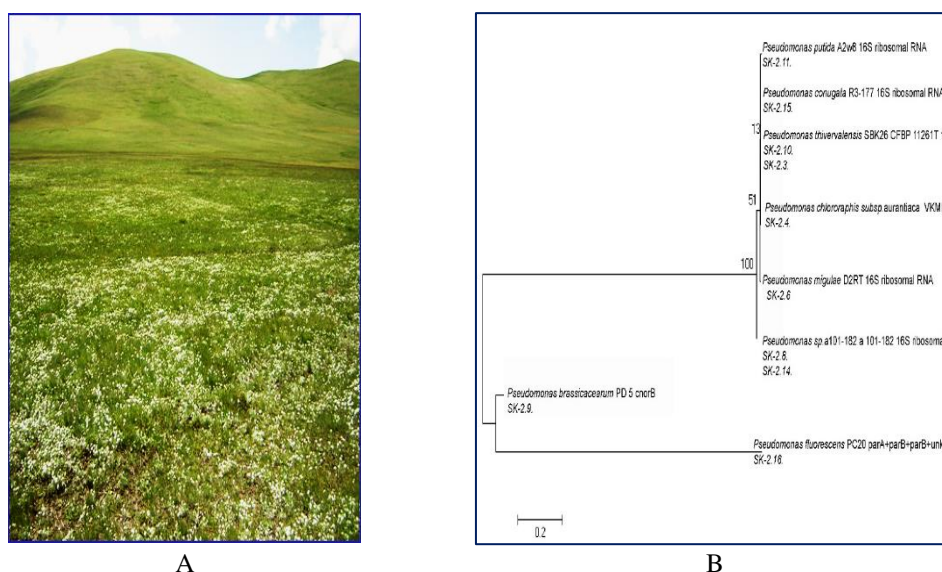 Pseudomonas putida A2w8 16S ribosomal RNA
SK-2.11.
Pseudomonas conugala R3-177 16S ribosomal RNA
SK-2.15.
13
Pseudomonas thivervalensis SBK26 CFBP 11261T
SK-2.10.
SK-2.3.
51
Pseudomonas chlororaphis subsp.aurantiaca VKM
SK-2.4.
100
Pseudomonas migulae D2RT 16S ribosomal RNA
SK-2.6
Pseudomonas sp.a101-182 a 101-182 16S ribosomal
SK-2.8.
SK-2.14.
Pseudomonas brassicacearum PD 5 cnorB
SK-2.9.
Pseudomonas fluorescens PC20 parA+parB+parB+unk
SK-2.16.
0.2
A B